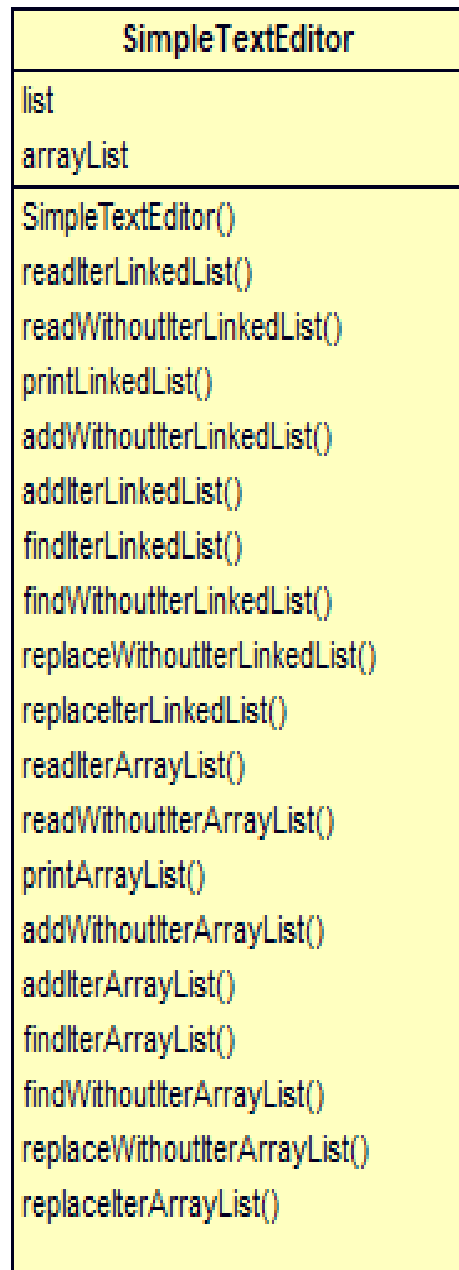 SimpleTextEditor
list
arrayList
SimpleTextEditor()
readIterLinkedList()
readWithoutIterLinkedList()
printLinkedList()
addWithoutIterLinkedList()
addIterLinkedList()
findIterLinkedList()
findWithoutIterLinkedList()
replaceWithoutIterLinkedList()
replaceIterLinkedList()
readIterArrayList()
readWithoutIterArrayList()
printArrayList()
addWithoutIterArrayList()
addIterArrayList()
findIterArrayList()
findWithoutIterArrayList()
replaceWithoutIterArrayList()
replaceIterArrayList()